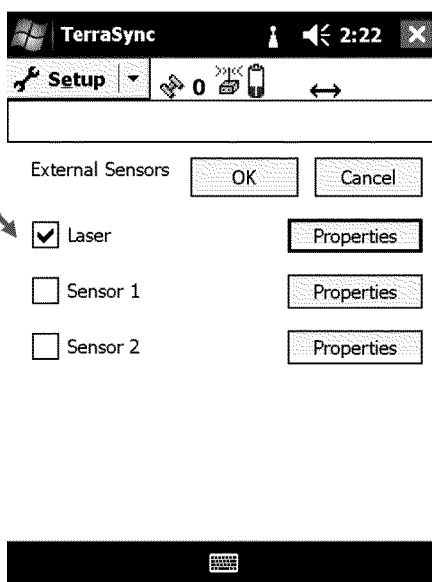 TerraSync 2:22
Setup 0
External Sensors OK Cancel
Laser Properties
Sensor 1 Properties
Sensor 2 Properties